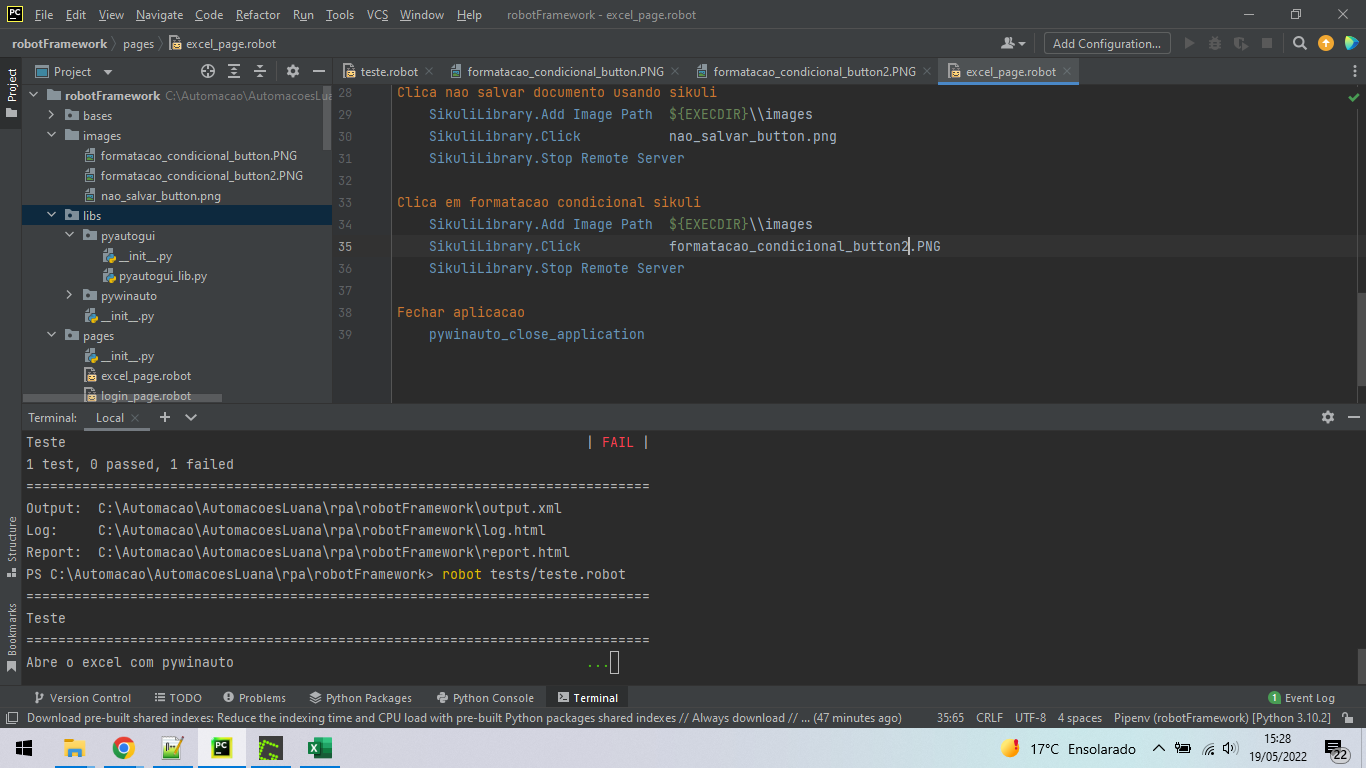 PC File Edit View Navigate Code Refactor Run Tools VCS Window Help robotFramework - excel_page.robot
robotFramework pages excel_page.robot Add Configuration...
Project teste.robot formatacao_condicional_button.PNG formatacao_condicional_button2.PNG excel_page.robot
Project
robotFramework C:\Automacao\AutomacoesLua
bases
images
formatacao_condicional_button.PNG
formatacao_condicional_button2.PNG
nao_salvar_button.png
libs
pyautogui
__init__.py
pyautogui_lib.py
pywinauto
__init__.py
pages
__init__.py
excel_page.robot
login_page.robot
28 Clica nao salvar documento usando sikuli
29 SikuliLibrary.Add Image Path ${EXECDIR}\\images
30 SikuliLibrary.Click nao_salvar_button.png
31 SikuliLibrary.Stop Remote Server
32
33 Clica em formatacao condicional sikuli
34 SikuliLibrary.Add Image Path ${EXECDIR}\\images
35 SikuliLibrary.Click formatacao_condicional_button2.PNG
36 SikuliLibrary.Stop Remote Server
37
38 Fechar aplicacao
39 pywinauto_close_application
Terminal: Local
Teste | FAIL |
1 test, 0 passed, 1 failed
==============================================================================
Output: C:\Automacao\AutomacoesLuana\rpa\robotFramework\output.xml
Log: C:\Automacao\AutomacoesLuana\rpa\robotFramework\log.html
Report: C:\Automacao\AutomacoesLuana\rpa\robotFramework\report.html
PS C:\Automacao\AutomacoesLuana\rpa\robotFramework> robot tests/teste.robot
==============================================================================
Teste
==============================================================================
Abre o excel com pywinauto ...
Structure
Bookmarks
Version Control TODO Problems Python Packages Python Console Terminal 1 Event Log
Download pre-built shared indexes: Reduce the indexing time and CPU load with pre-built Python packages shared indexes // Always download // ... (47 minutes ago) 35:65 CRLF UTF-8 4 spaces Pipenv (robotFramework) [Python 3.10.2]
PC 17°C Ensolarado 15:28
19/05/2022 22